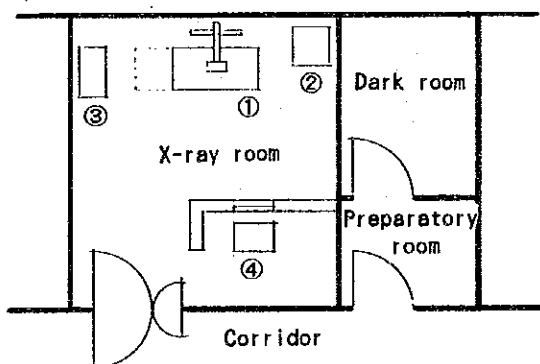 ③
①
②
Dark room
X-ray room
Preparatory
room
④
Corridor